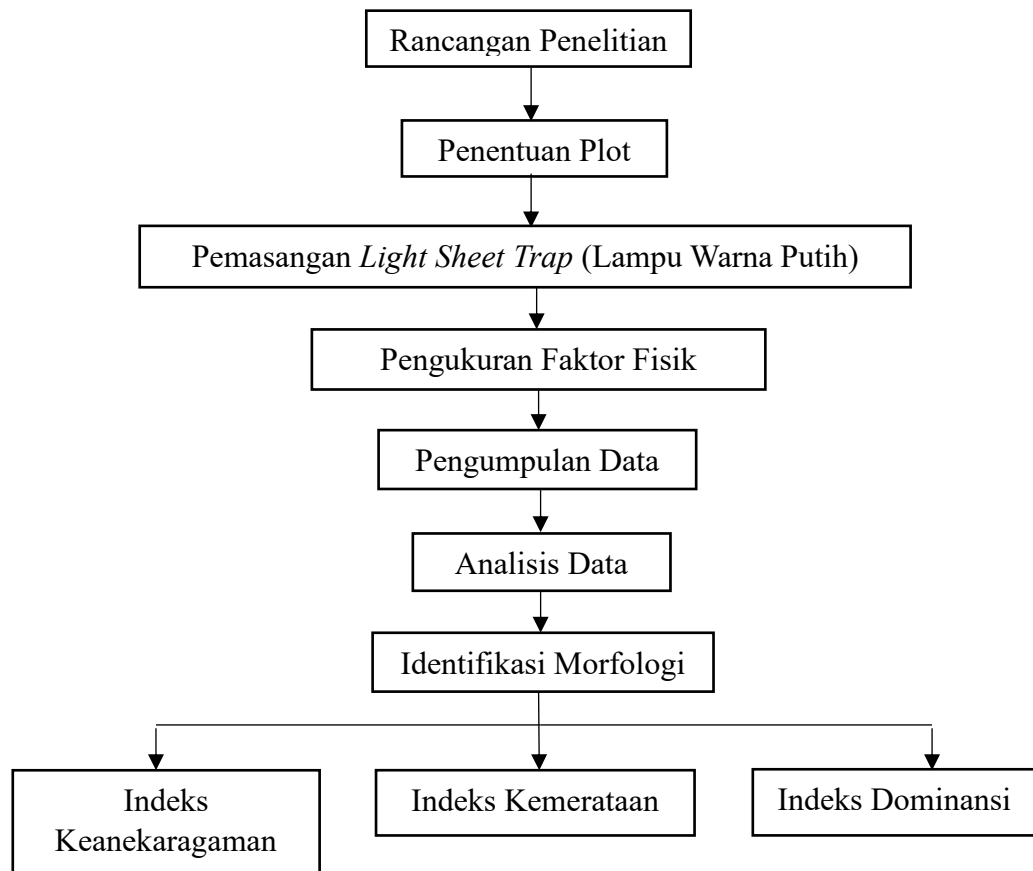 Rancangan Penelitian
Penentuan Plot
Pemasangan Light Sheet Trap (Lampu Warna Putih)
Pengukuran Faktor Fisik
Pengumpulan Data
Analisis Data
Identifikasi Morfologi
Indeks
Keanekaragaman
Indeks Kemerataan
Indeks Dominansi